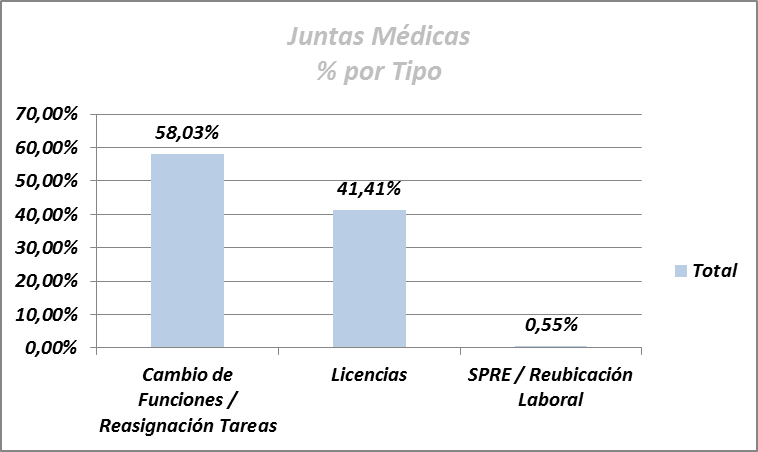 Juntas Médicas
% por Tipo
70,00%
60,00%
50,00%
40,00%
30,00%
20,00%
10,00%
0,00%
58,03%
41,41%
0,55%
Cambio de
Funciones /
Reasignación Tareas
Licencias
SPRE / Reubicación
Laboral
Total